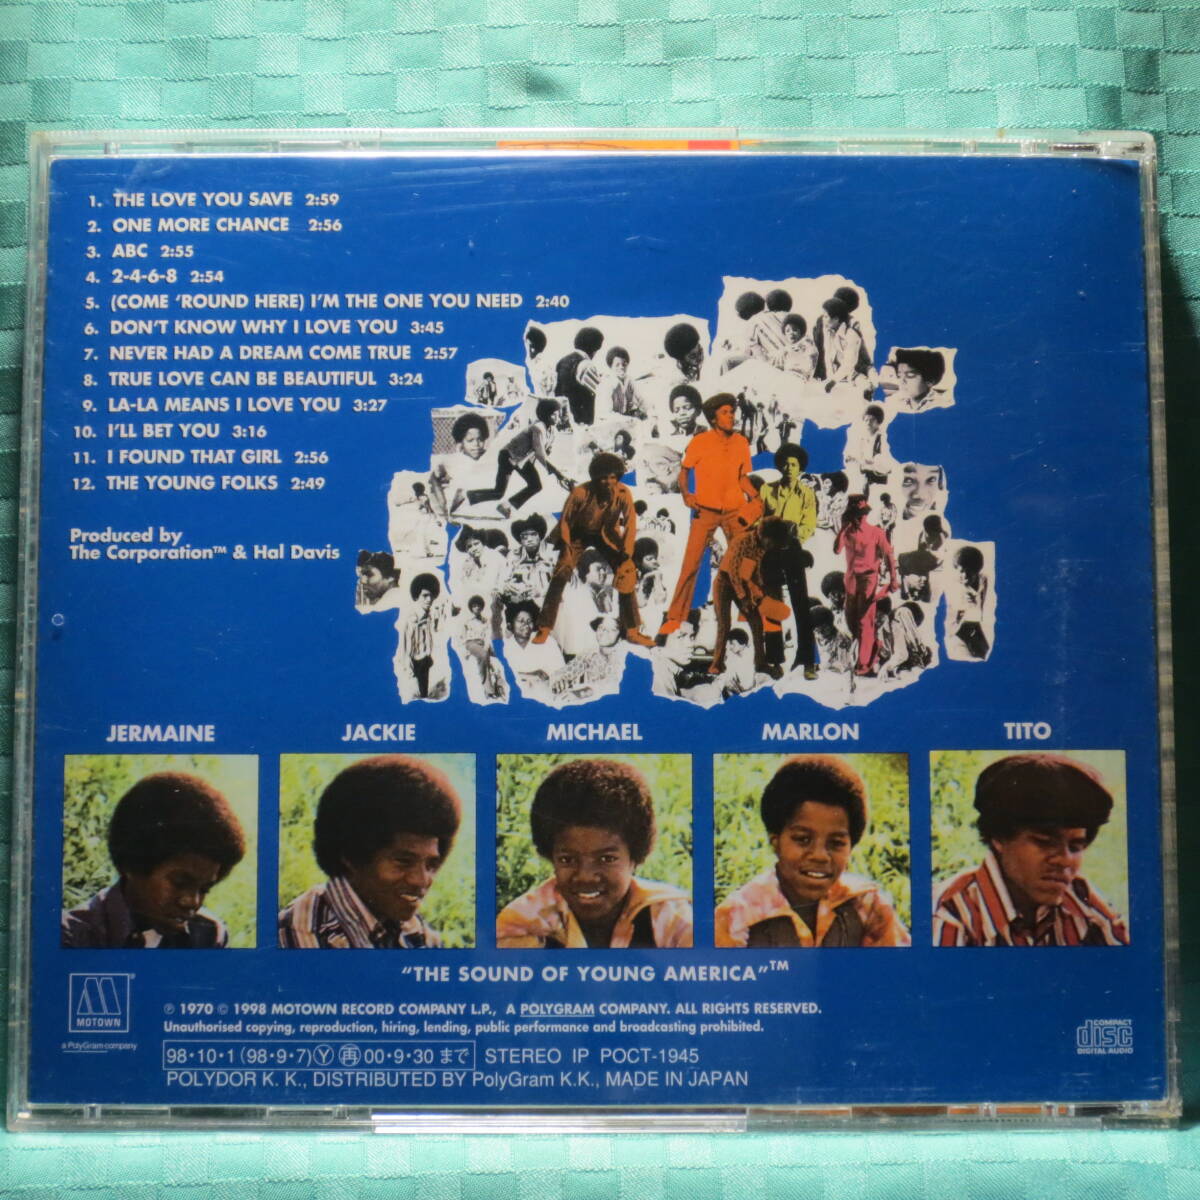 1. THE LOVE YOU SAVE 2:59
2. ONE MORE CHANCE 2:56
3. ABC 2:55
4. 2-4-6-8 2:54
5. (COME 'ROUND HERE) I'M THE ONE YOU NEED 2:40
6. DON'T KNOW WHY I LOVE YOU 3:45
7. NEVER HAD A DREAM COME TRUE 2:57
8. TRUE LOVE CAN BE BEAUTIFUL 3:24
9. LA-LA MEANS I LOVE YOU 3:27
10. I'LL BET YOU 3:16
11. I FOUND THAT GIRL 2:56
12. THE YOUNG FOLKS 2:49
Produced by
The Corporation™ & Hal Davis
JERMAINE JACKIE MICHAEL MARLON TITO
"THE SOUND OF YOUNG AMERICA"™
M®
MOTOWN
a PolyGram company
℗ 1970 © 1998 MOTOWN RECORD COMPANY L.P., A POLYGRAM COMPANY. ALL RIGHTS RESERVED.
Unauthorised copying, reproduction, hiring, lending, public performance and broadcasting prohibited.
98・10・1 (98・9・7) Ⓨ ㊢00・9・30 まで STEREO IP POCT-1945
POLYDOR K. K., DISTRIBUTED BY PolyGram K.K., MADE IN JAPAN
COMPACT
disc
DIGITAL AUDIO